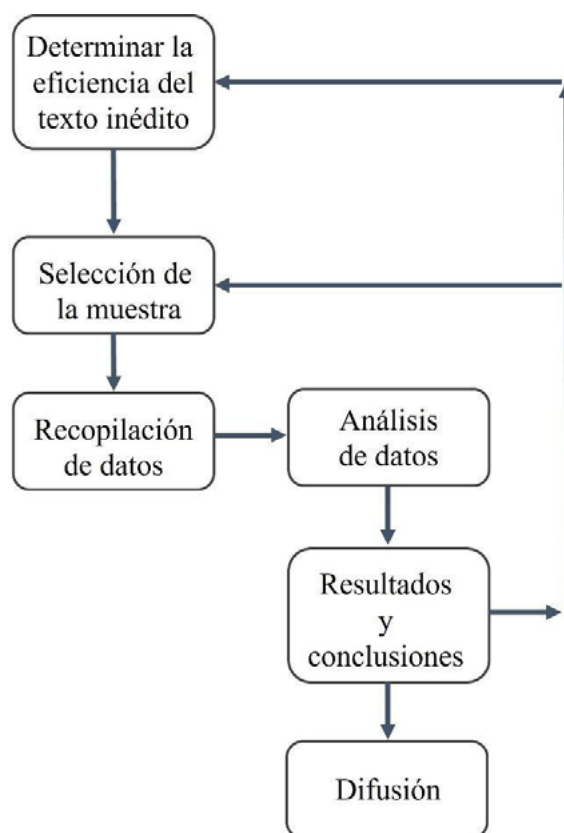 Determinar la
eficiencia del
texto inédito
Selección de
la muestra
Recopilación
de datos
Análisis
de datos
Resultados
y
conclusiones
Difusión